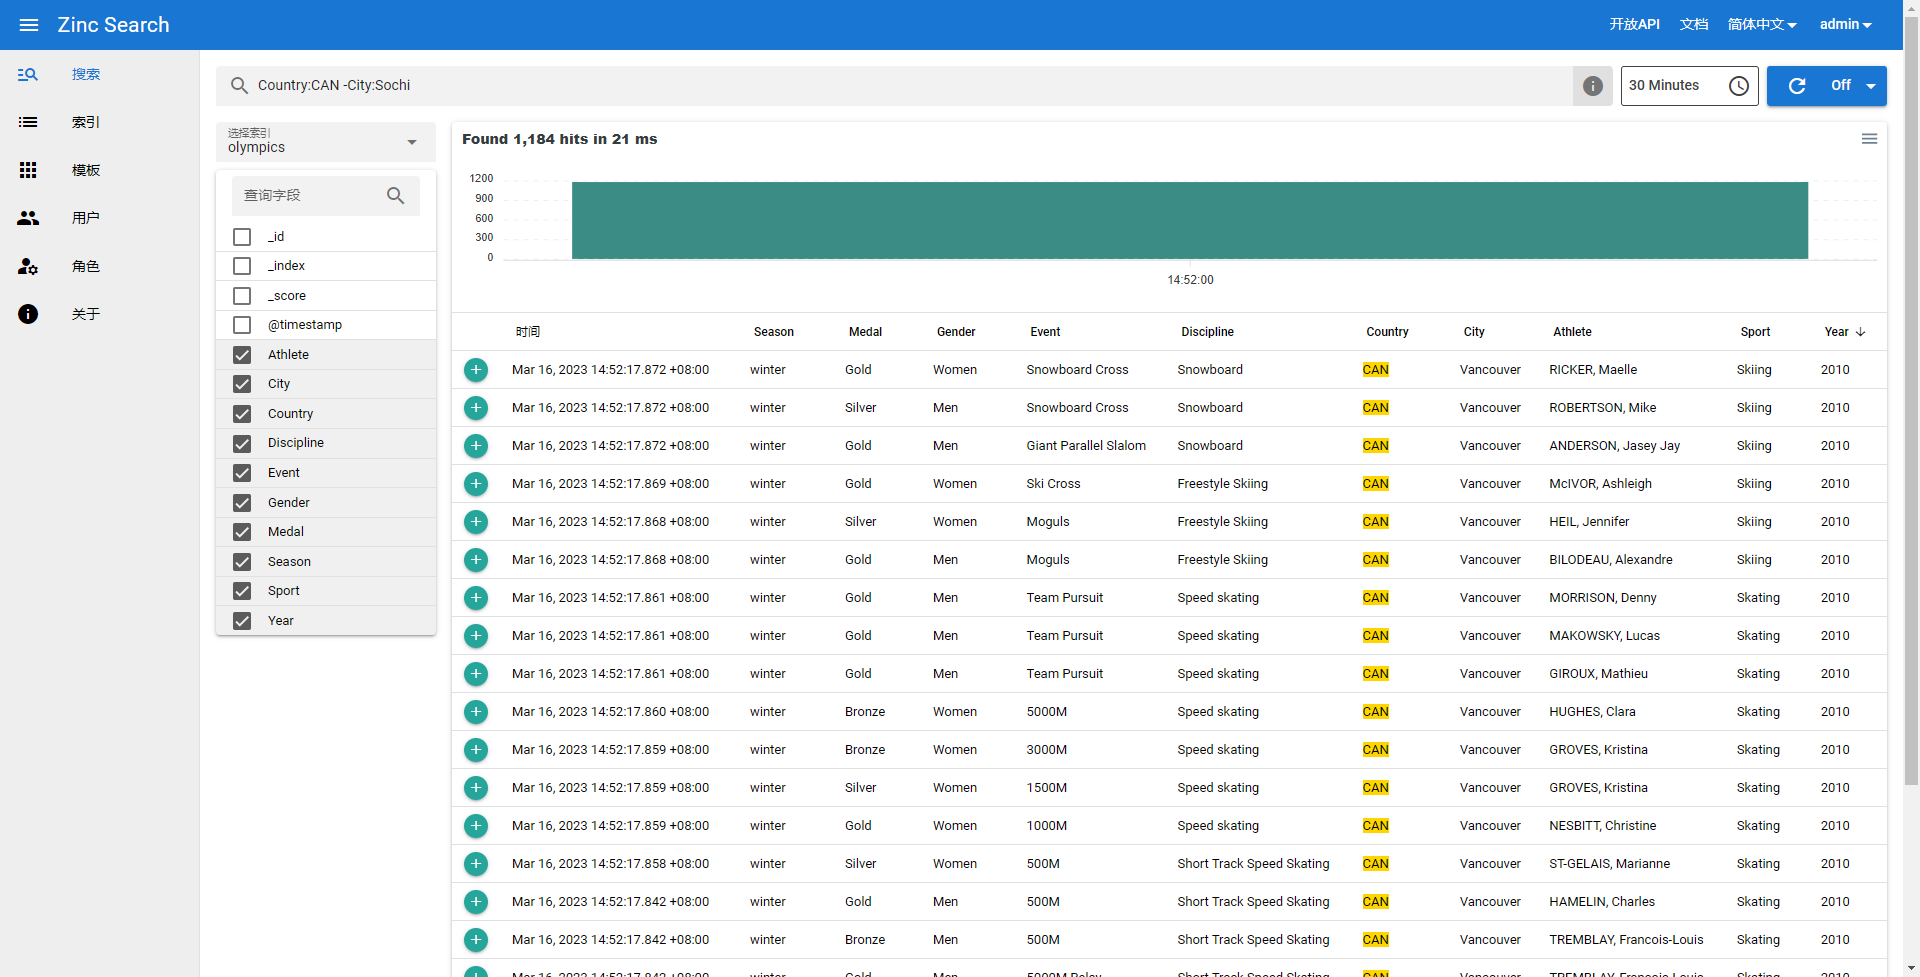 Zinc Search
开放API 文档 简体中文 admin
搜索
索引
模板
用户
角色
关于
Country:CAN -City:Sochi
30 Minutes
Off
选择索引
olympics
查询字段
_id
_index
_score
@timestamp
Athlete
City
Country
Discipline
Event
Gender
Medal
Season
Sport
Year
Found 1,184 hits in 21 ms
1200
900
600
300
0
14:52:00
时间 Season Medal Gender Event Discipline Country City Athlete Sport Year
Mar 16, 2023 14:52:17.872 +08:00 winter Gold Women Snowboard Cross Snowboard CAN Vancouver RICKER, Maelle Skiing 2010
Mar 16, 2023 14:52:17.872 +08:00 winter Silver Men Snowboard Cross Snowboard CAN Vancouver ROBERTSON, Mike Skiing 2010
Mar 16, 2023 14:52:17.872 +08:00 winter Gold Men Giant Parallel Slalom Snowboard CAN Vancouver ANDERSON, Jasey Jay Skiing 2010
Mar 16, 2023 14:52:17.869 +08:00 winter Gold Women Ski Cross Freestyle Skiing CAN Vancouver McIVOR, Ashleigh Skiing 2010
Mar 16, 2023 14:52:17.868 +08:00 winter Silver Women Moguls Freestyle Skiing CAN Vancouver HEIL, Jennifer Skiing 2010
Mar 16, 2023 14:52:17.868 +08:00 winter Gold Men Moguls Freestyle Skiing CAN Vancouver BILODEAU, Alexandre Skiing 2010
Mar 16, 2023 14:52:17.861 +08:00 winter Gold Men Team Pursuit Speed skating CAN Vancouver MORRISON, Denny Skating 2010
Mar 16, 2023 14:52:17.861 +08:00 winter Gold Men Team Pursuit Speed skating CAN Vancouver MAKOWSKY, Lucas Skating 2010
Mar 16, 2023 14:52:17.861 +08:00 winter Gold Men Team Pursuit Speed skating CAN Vancouver GIROUX, Mathieu Skating 2010
Mar 16, 2023 14:52:17.860 +08:00 winter Bronze Women 5000M Speed skating CAN Vancouver HUGHES, Clara Skating 2010
Mar 16, 2023 14:52:17.859 +08:00 winter Bronze Women 3000M Speed skating CAN Vancouver GROVES, Kristina Skating 2010
Mar 16, 2023 14:52:17.859 +08:00 winter Silver Women 1500M Speed skating CAN Vancouver GROVES, Kristina Skating 2010
Mar 16, 2023 14:52:17.859 +08:00 winter Gold Women 1000M Speed skating CAN Vancouver NESBITT, Christine Skating 2010
Mar 16, 2023 14:52:17.858 +08:00 winter Silver Women 500M Short Track Speed Skating CAN Vancouver ST-GELAIS, Marianne Skating 2010
Mar 16, 2023 14:52:17.842 +08:00 winter Gold Men 500M Short Track Speed Skating CAN Vancouver HAMELIN, Charles Skating 2010
Mar 16, 2023 14:52:17.842 +08:00 winter Bronze Men 500M Short Track Speed Skating CAN Vancouver TREMBLAY, Francois-Louis Skating 2010